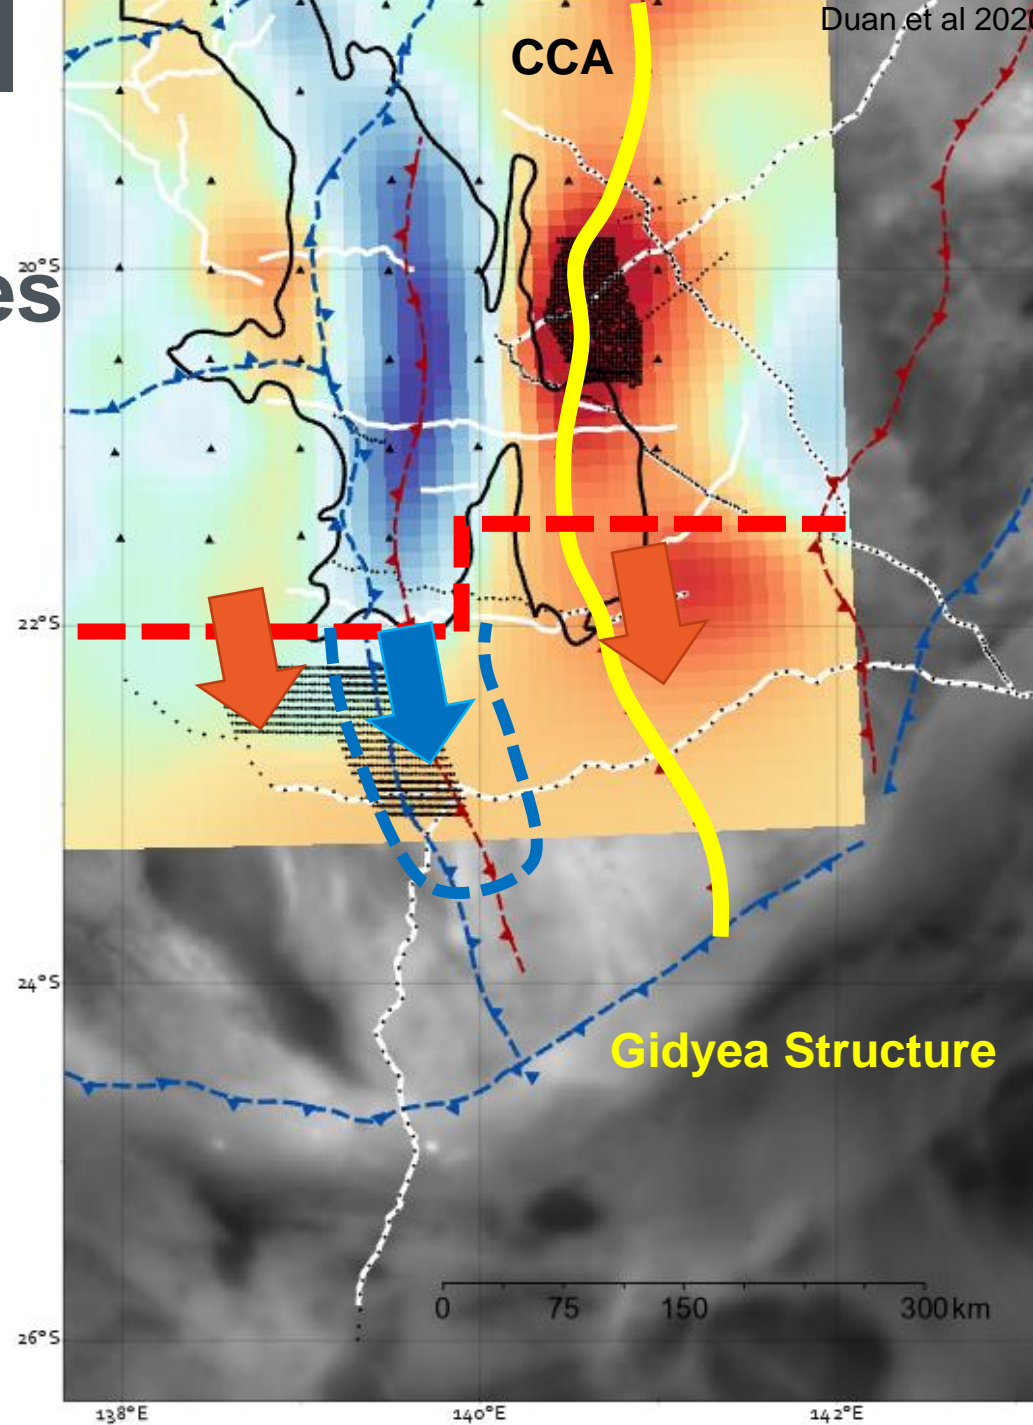 Duan et al 202
CCA
es
20°S
22°S
24°S
Gidyea Structure
0 75 150 300 km
26°S
138°E 140°E 142°E